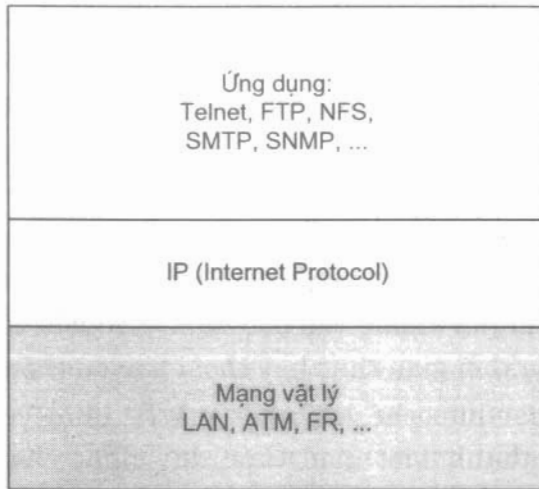 Ứng dụng:
Telnet, FTP, NFS,
SMTP, SNMP, ...
IP (Internet Protocol)
Mạng vật lý
LAN, ATM, FR, ...